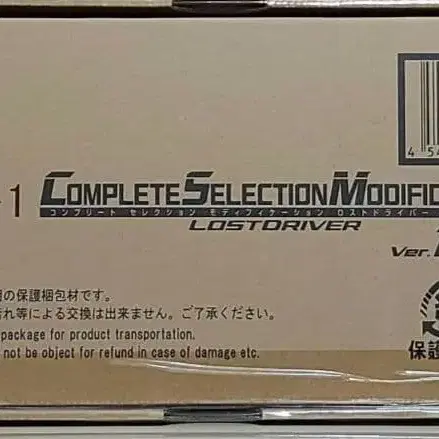 4 54
-1 COMPLETE SELECTION MODIFIC
コンプリート セレクション モディフィケーション ロストドライバー
LOSTDRIVER
Ver.
の保護梱包材です。
れ等による交換は出来ません。ご了承ください。
package for product transportation.
not be object for refund in case of damage etc.
保護